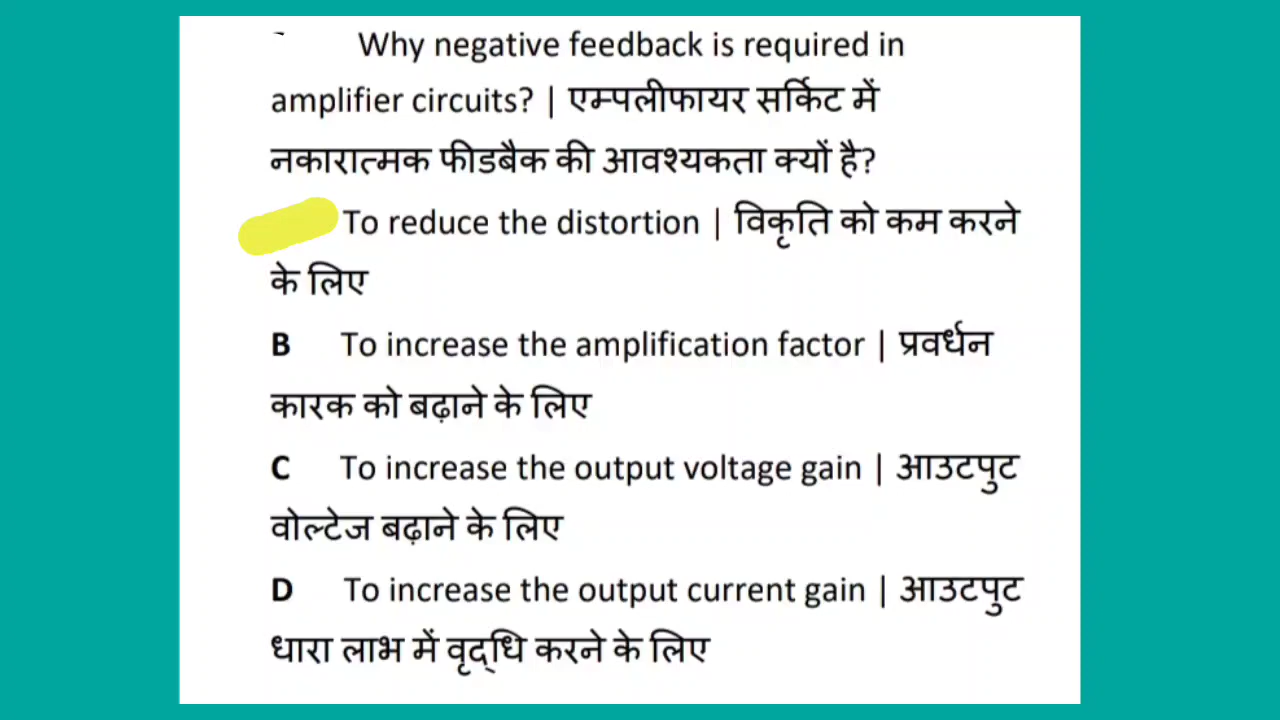 Why negative feedback is required in
amplifier circuits? | एम्पलीफायर सर्किट में
नकारात्मक फीडबैक की आवश्यकता क्यों है?
To reduce the distortion | विकृति को कम करने
के लिए
B To increase the amplification factor | प्रवर्धन
कारक को बढ़ाने के लिए
C To increase the output voltage gain | आउटपुट
वोल्टेज बढ़ाने के लिए
D To increase the output current gain | आउटपुट
धारा लाभ में वृद्धि करने के लिए